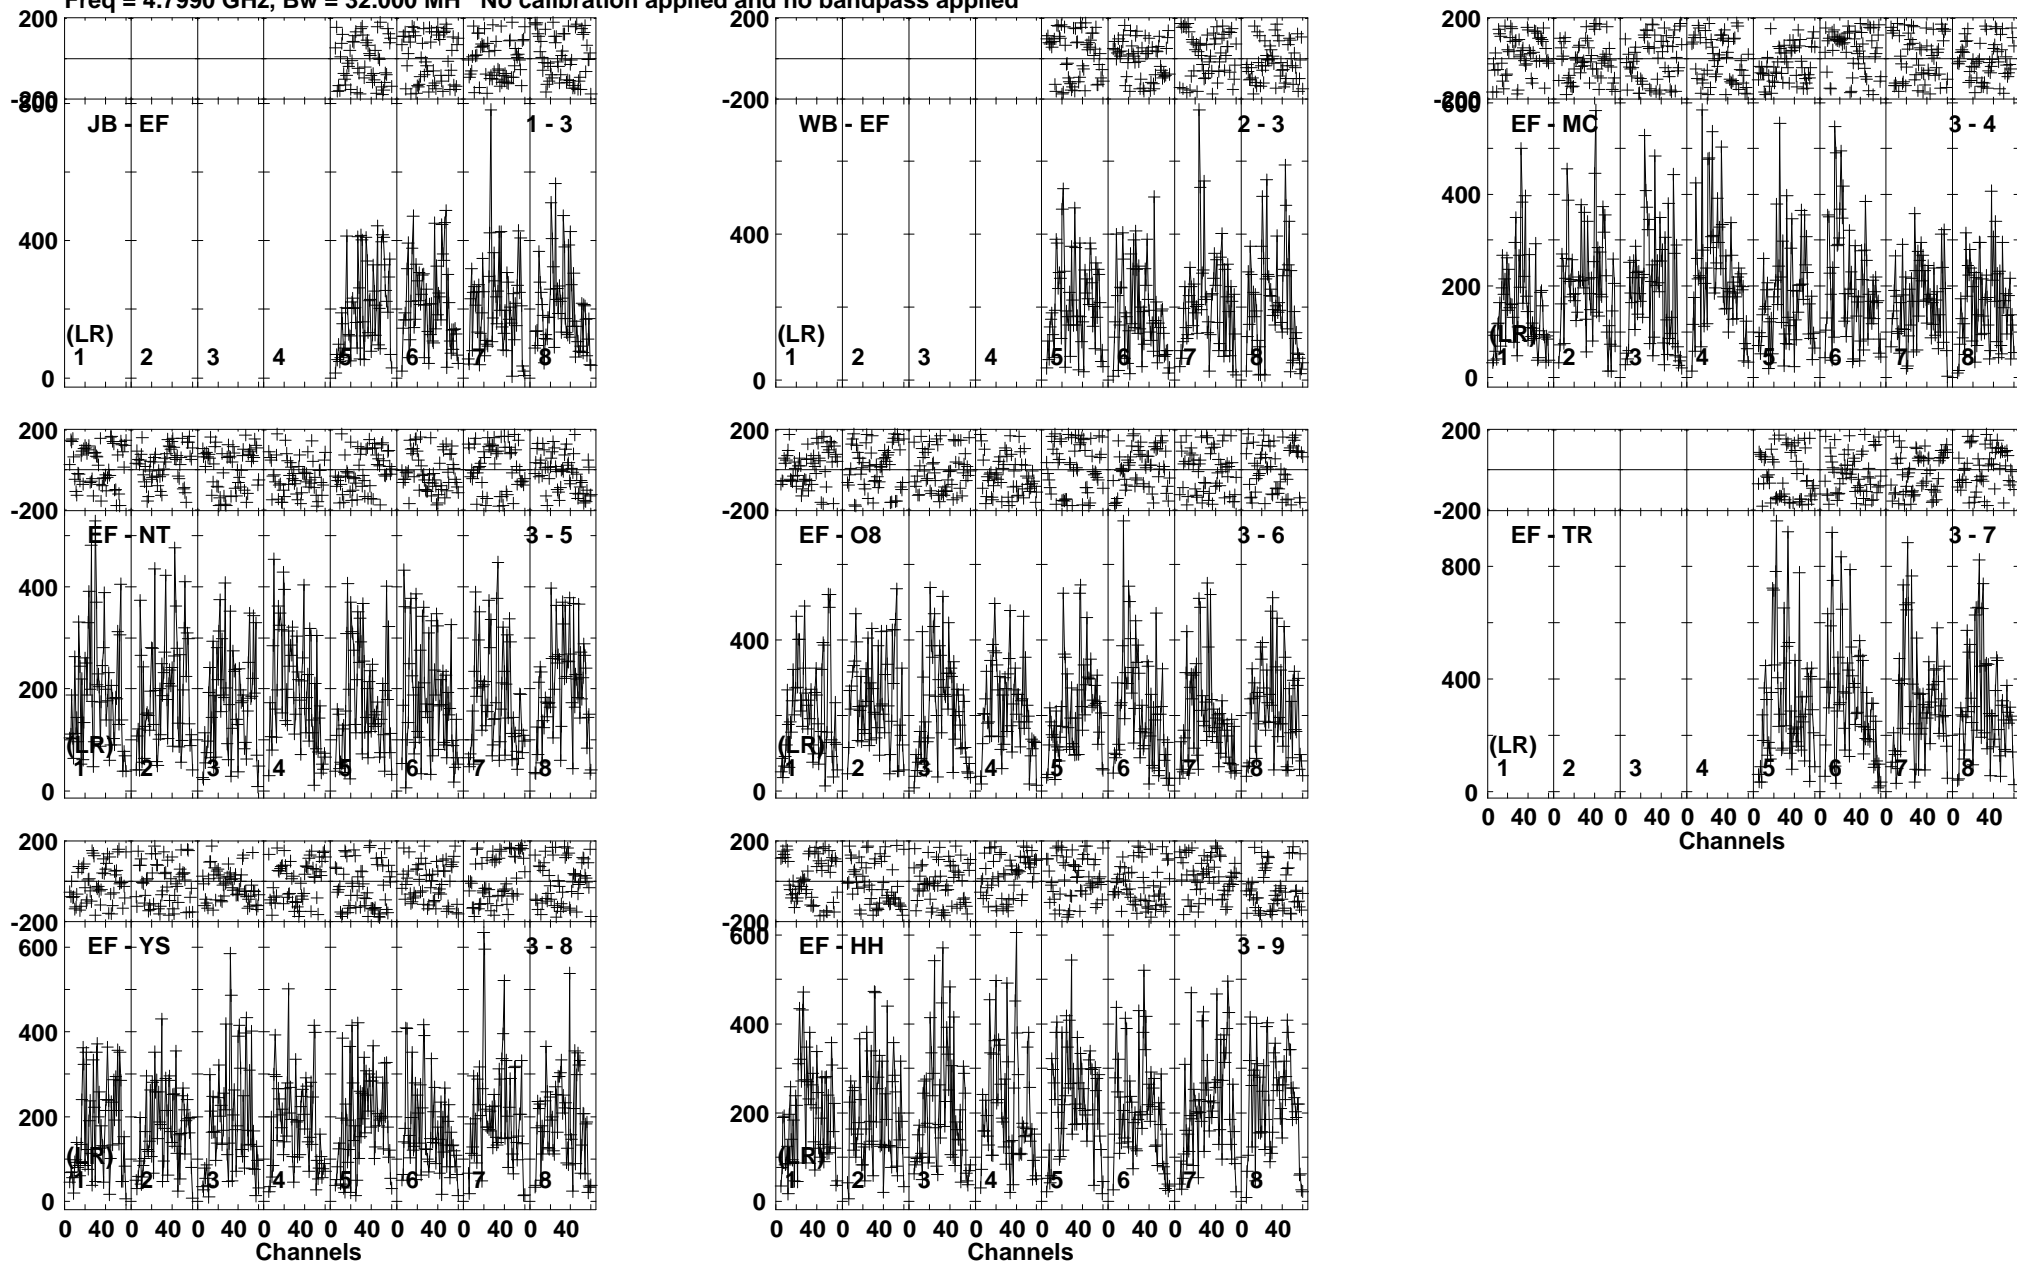 Freq = 4.7990 GHz, Bw = 32.000 MH No calibration applied and no bandpass applied
200
-200
800
JB - EF
1 - 3
400
(LR)
1 2 3 4 5 6 7 8
0
200
-200
WB - EF
2 - 3
400
(LR)
1 2 3 4 5 6 7 8
0
200
-200
600
EF - MC
3 - 4
400
200
(LR)
1 2 3 4 5 6 7 8
0
200
-200
EF - NT
3 - 5
400
200
(LR)
1 2 3 4 5 6 7 8
0
200
-200
EF - O8
3 - 6
400
(LR)
1 2 3 4 5 6 7 8
0
200
-200
EF - TR
3 - 7
800
400
(LR)
1 2 3 4 5 6 7 8
0
0 40 0 40 0 40 0 40 0 40 0 40 0 40 0 40
Channels
200
-200
600
EF - YS
3 - 8
400
200
(LR)
1 2 3 4 5 6 7 8
0
0 40 0 40 0 40 0 40 0 40 0 40 0 40 0 40
Channels
200
-200
600
EF - HH
3 - 9
400
200
(LR)
1 2 3 4 5 6 7 8
0
0 40 0 40 0 40 0 40 0 40 0 40 0 40 0 40
Channels